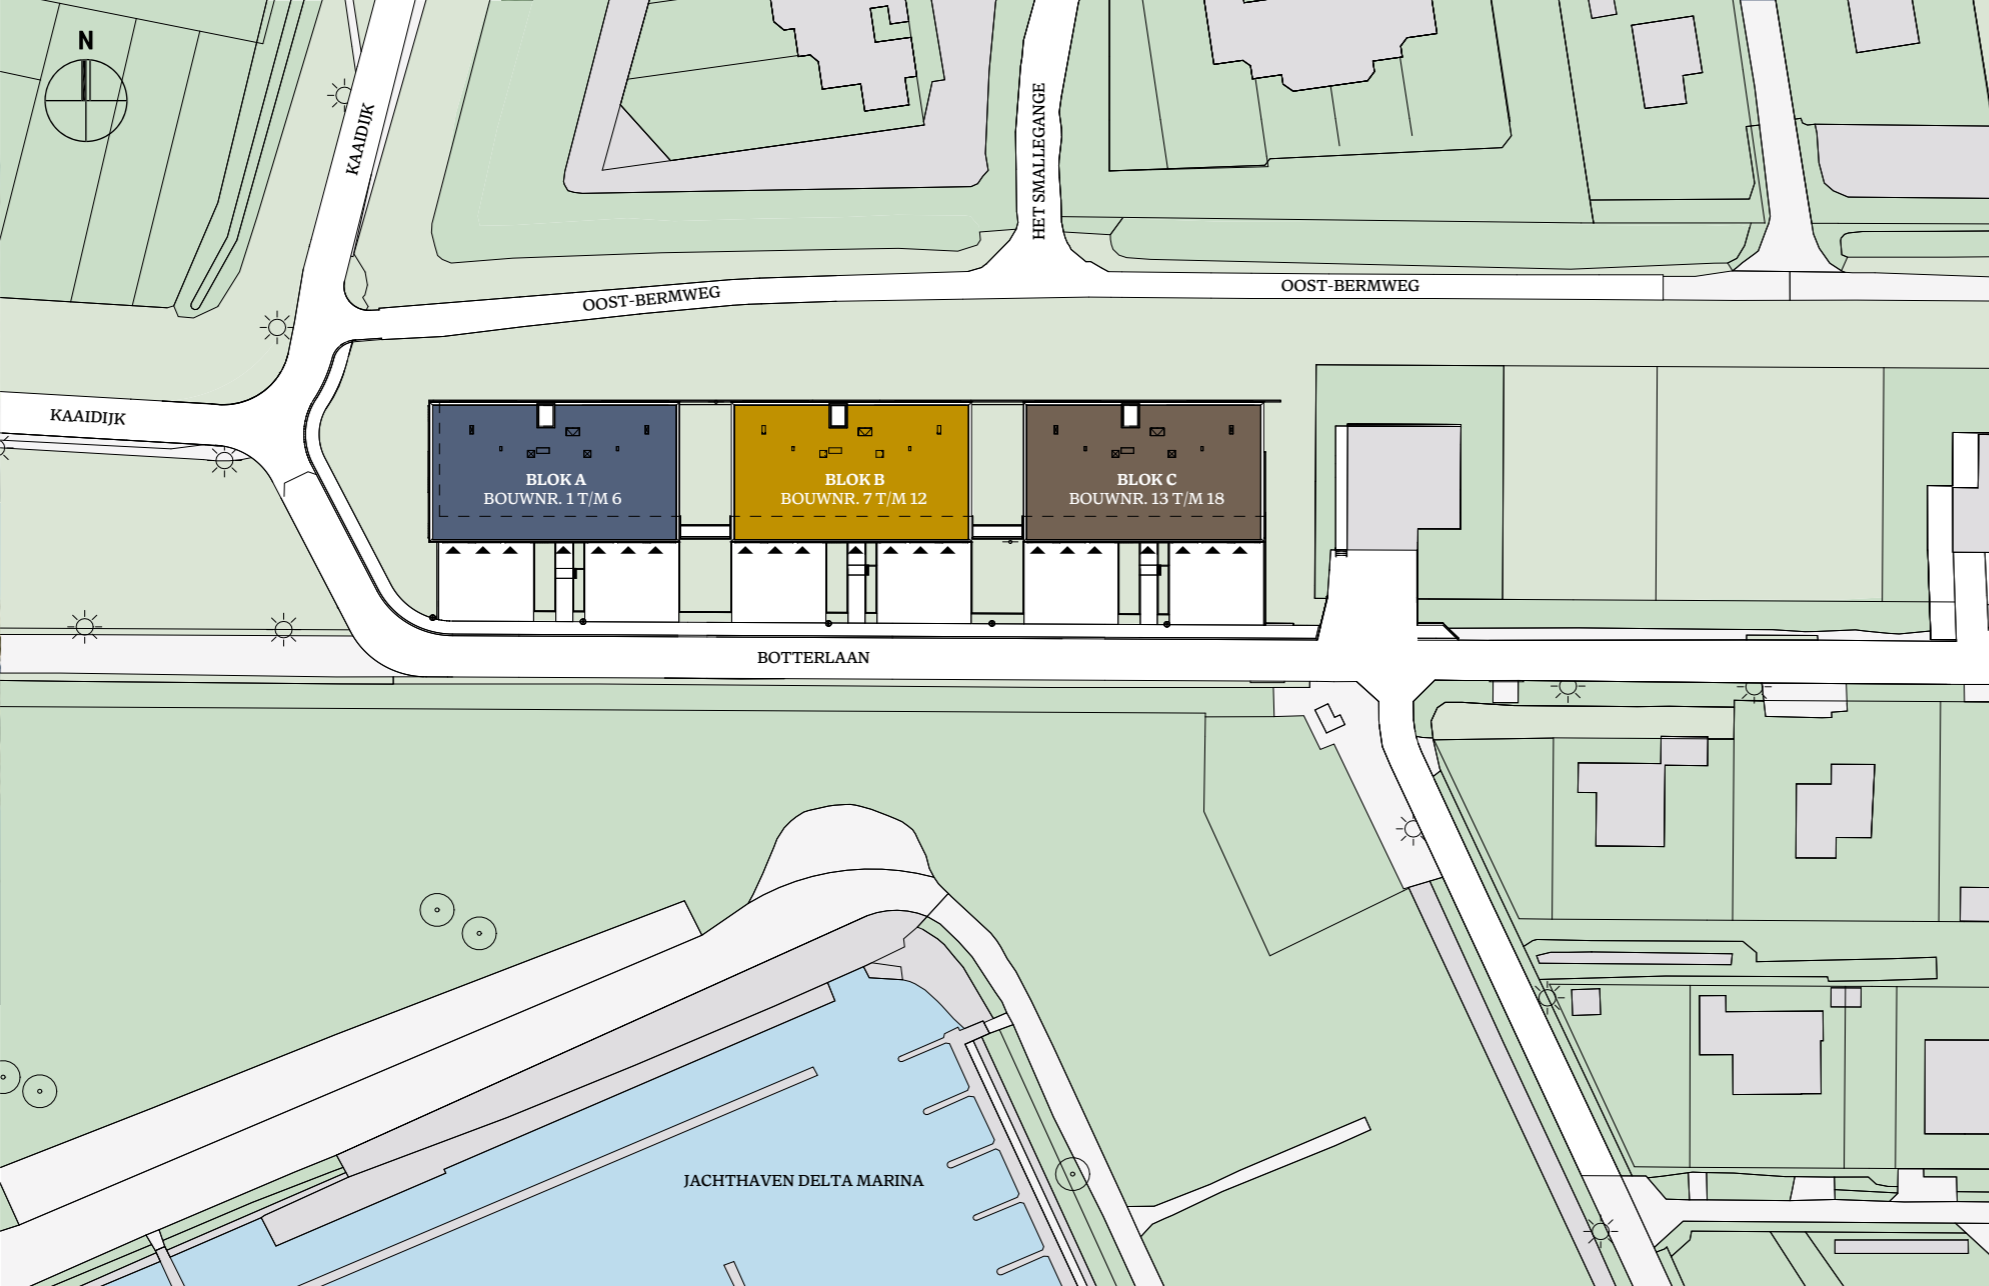 N
KAAIDIJK
HET SMALLEGANGE
OOST-BERMWEG
OOST-BERMWEG
KAAIDIJK
BLOK A
BOUWNR. 1 T/M 6
BLOK B
BOUWNR. 7 T/M 12
BLOK C
BOUWNR. 13 T/M 18
BOTTERLAAN
JACHTHAVEN DELTA MARINA